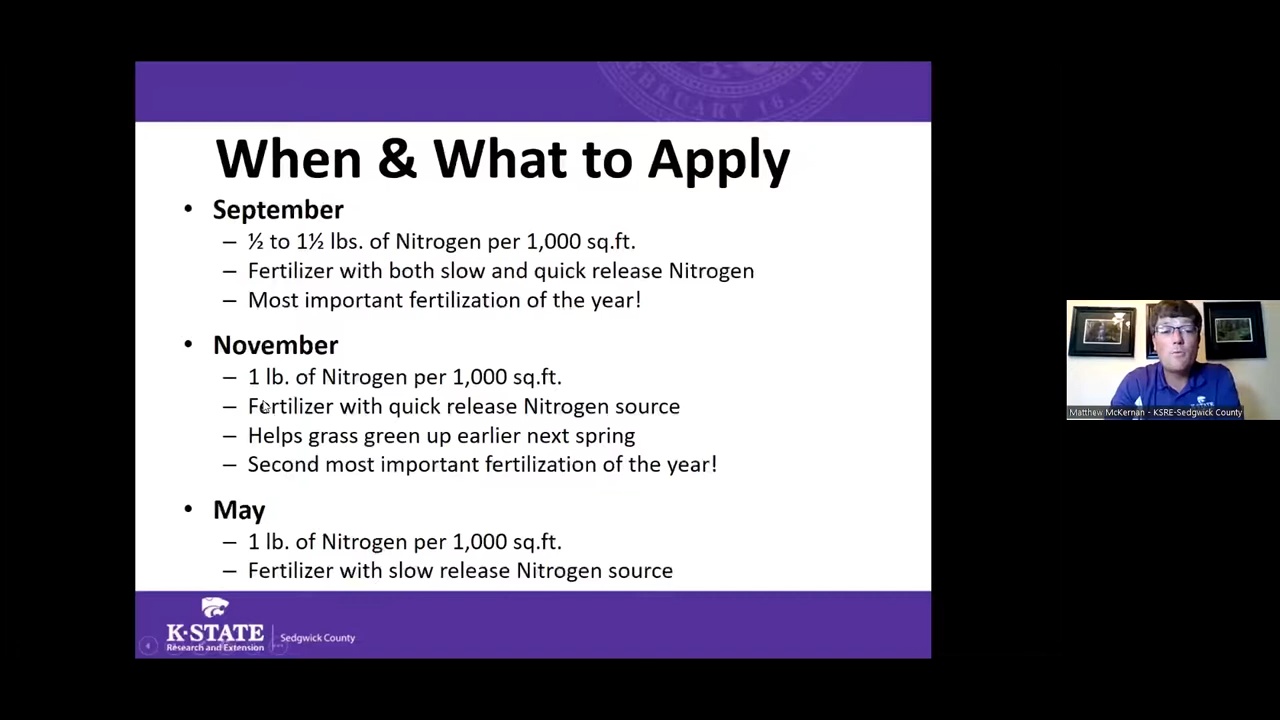 FEBRUARY 16, 18
When & What to Apply
• September
– ½ to 1½ lbs. of Nitrogen per 1,000 sq.ft.
– Fertilizer with both slow and quick release Nitrogen
– Most important fertilization of the year!
• November
– 1 lb. of Nitrogen per 1,000 sq.ft.
– Fertilizer with quick release Nitrogen source
– Helps grass green up earlier next spring
– Second most important fertilization of the year!
• May
– 1 lb. of Nitrogen per 1,000 sq.ft.
– Fertilizer with slow release Nitrogen source
K-STATE
Research and Extension
Sedgwick County
K-STATE
Matthew McKernan - KSRE-Sedgwick County